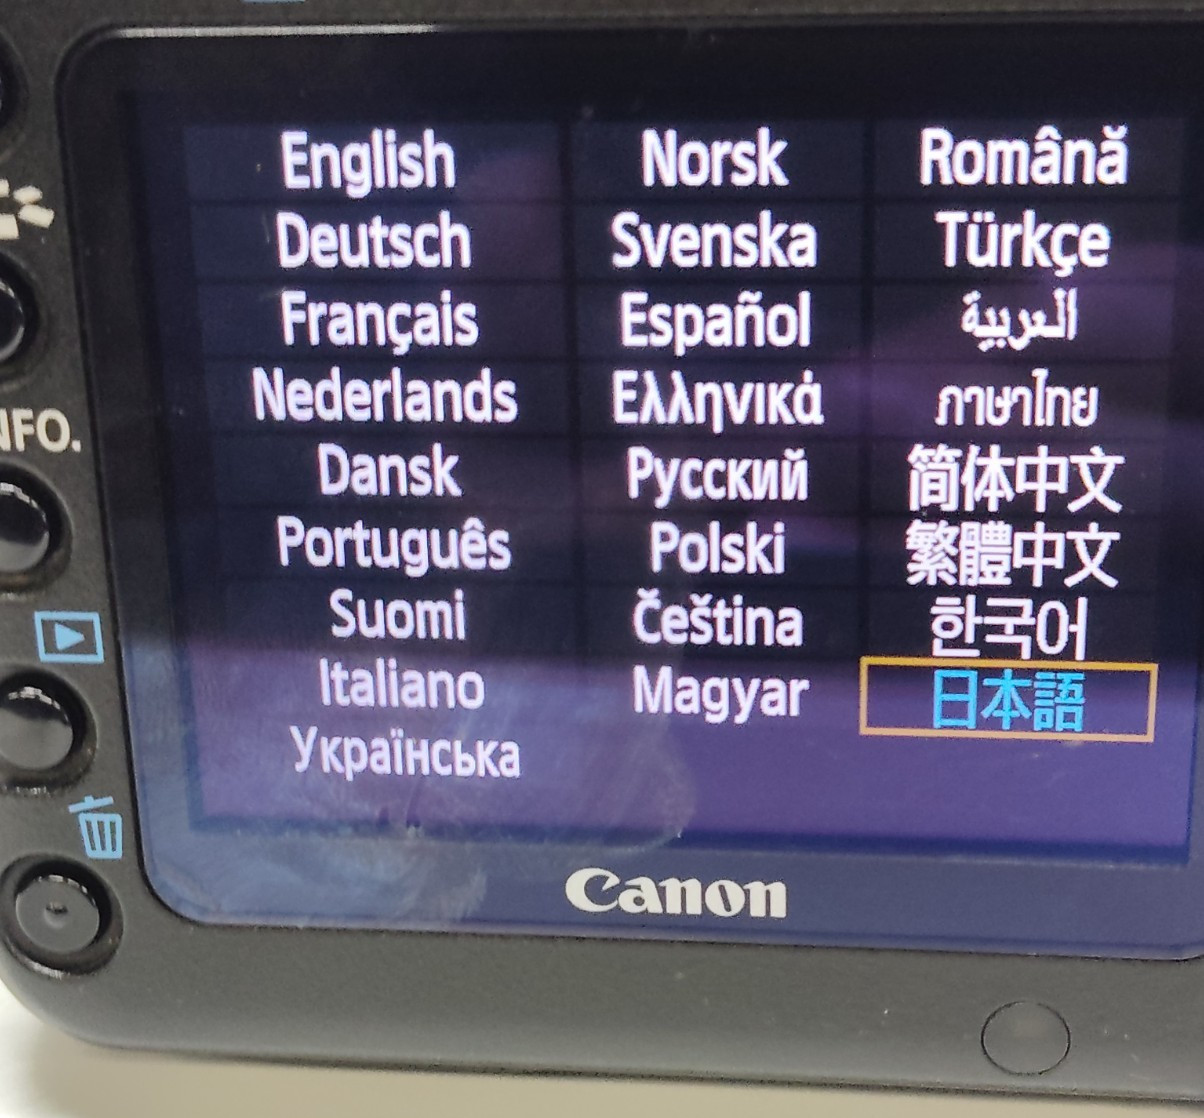 English Norsk Română
Deutsch Svenska Türkçe
Français Español العربية
Nederlands Ελληνικά ภาษาไทย
Dansk Русский 简体中文
Português Polski 繁體中文
Suomi Čeština 한국어
Italiano Magyar 日本語
Українська
NFO.
Canon